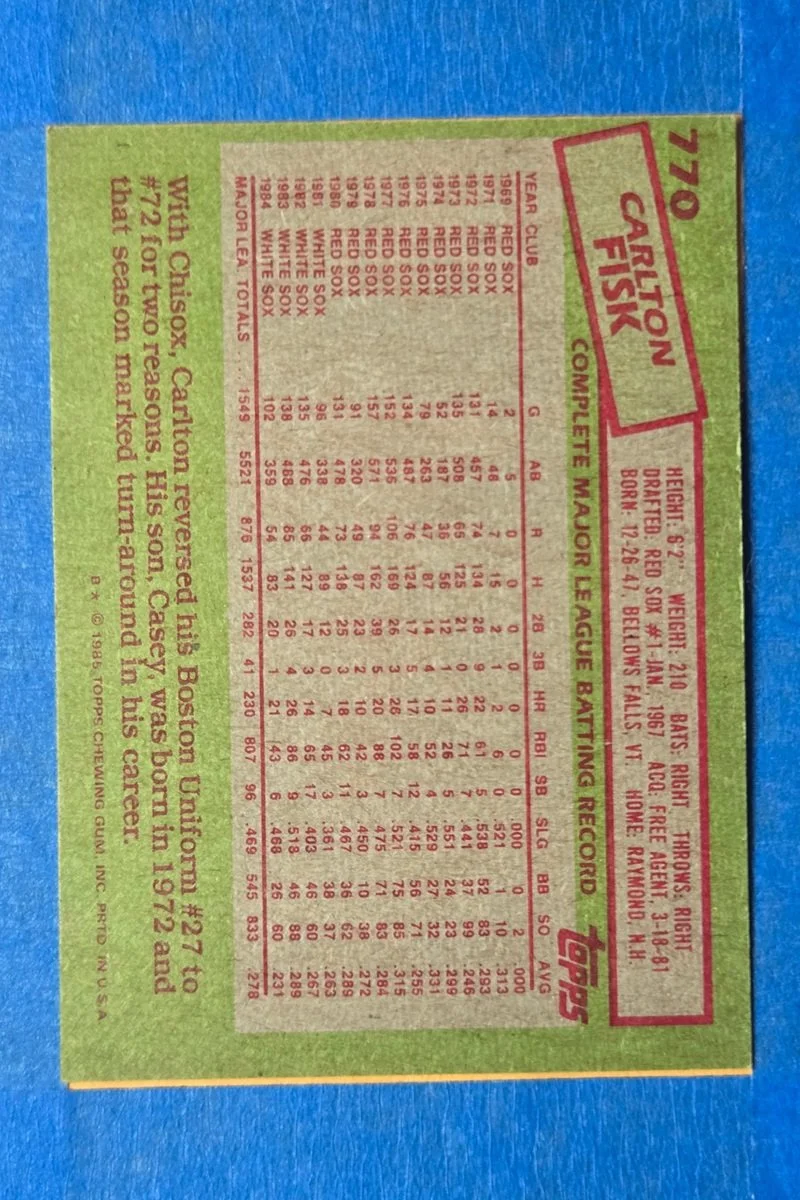 770
CARLTON
FISK
HEIGHT: 6'2" WEIGHT: 210 BATS: RIGHT THROWS: RIGHT
DRAFTED: RED SOX #1-JAN., 1967 ACQ: FREE AGENT, 3-18-81
BORN: 12-26-47, BELLOWS FALLS, VT. HOME: RAYMOND, N.H.
COMPLETE MAJOR LEAGUE BATTING RECORD topps
YEAR CLUB G AB R H 2B 3B HR RBI SB SLG BB SO AVG
1969 RED SOX 2 5 0 0 0 0 0 0 0 .000 0 2 .000
1971 RED SOX 14 48 7 15 2 1 2 6 0 .521 1 10 .313
1972 RED SOX 131 457 74 134 28 9 22 61 5 .538 52 83 .293
1973 RED SOX 135 508 65 125 21 0 26 71 7 .441 37 99 .246
1974 RED SOX 52 187 36 56 12 1 11 26 5 .551 24 23 .299
1975 RED SOX 79 263 47 87 14 4 10 52 4 .529 27 32 .331
1976 RED SOX 134 487 76 124 17 5 17 58 12 .415 56 71 .255
1977 RED SOX 152 536 106 169 26 3 26 102 7 .521 75 85 .315
1978 RED SOX 157 571 94 162 39 5 20 88 7 .475 71 83 .284
1979 RED SOX 91 320 49 87 23 2 10 42 3 .450 10 38 .272
1980 RED SOX 131 478 73 138 25 3 18 62 11 .467 36 62 .289
1981 WHITE SOX 96 338 44 89 12 0 7 45 3 .361 38 37 .263
1982 WHITE SOX 135 476 66 127 17 3 14 65 17 .403 46 60 .267
1983 WHITE SOX 138 488 85 141 26 4 26 86 9 .518 46 88 .289
1984 WHITE SOX 102 359 54 83 20 1 21 43 6 .468 26 60 .231
MAJOR LEA. TOTALS ... 1549 5521 876 1537 282 41 230 807 96 .469 545 833 .278
With Chisox, Carlton reversed his Boston Uniform #27 to
#72 for two reasons. His son, Casey, was born in 1972 and
that season marked turn-around in his career.
B ★ © 1985 TOPPS CHEWING GUM, INC. PRTD. IN U.S.A.